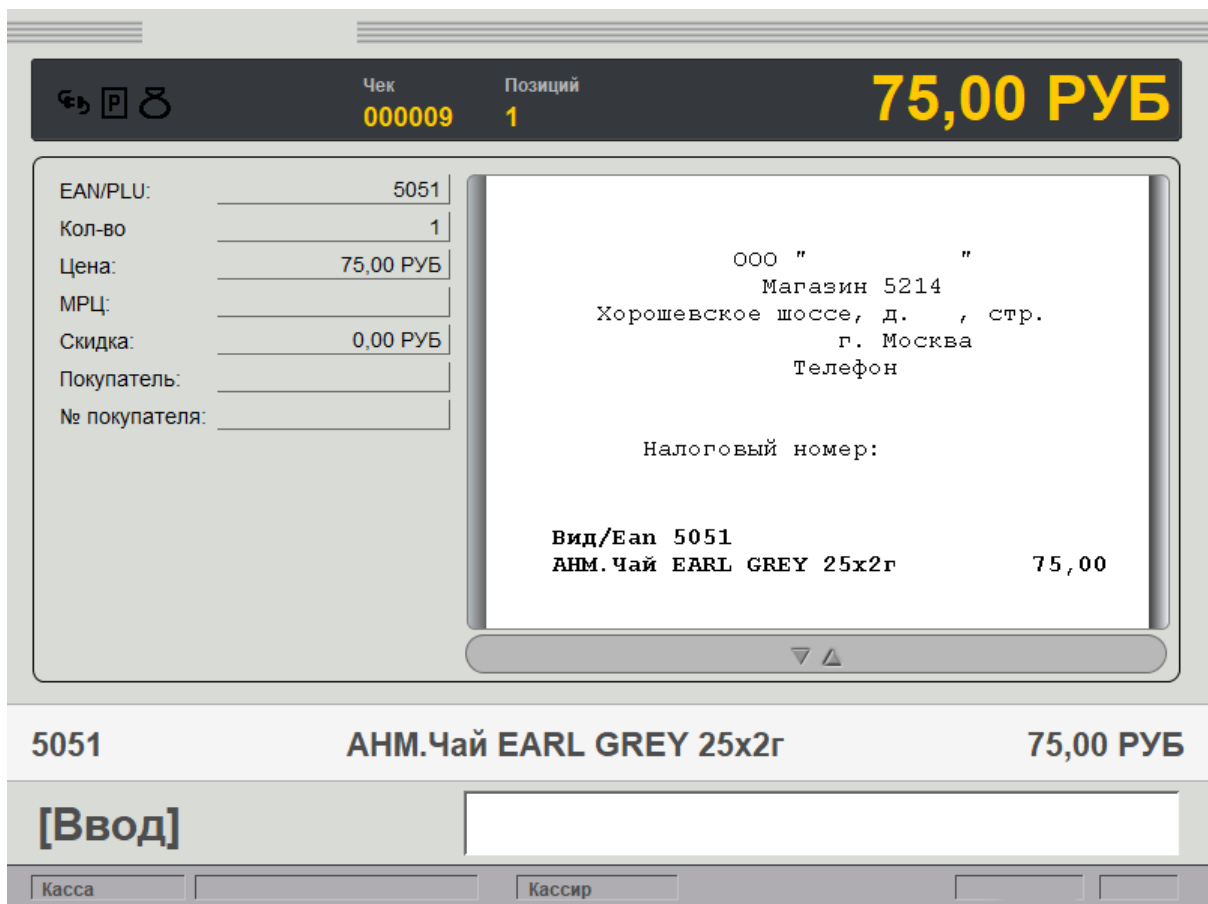 P
Чек
Позиций
000009
1
75,00 РУБ
EAN/PLU: 5051
Кол-во 1
Цена: 75,00 РУБ
МРЦ:
Скидка: 0,00 РУБ
Покупатель:
№ покупателя:
ООО " "
Магазин 5214
Хорошевское шоссе, д. , стр.
г. Москва
Телефон
Налоговый номер:
Вид/Ean 5051
АНМ.Чай EARL GREY 25х2г 75,00
5051 АНМ.Чай EARL GREY 25х2г 75,00 РУБ
[Ввод]
Касса
Кассир